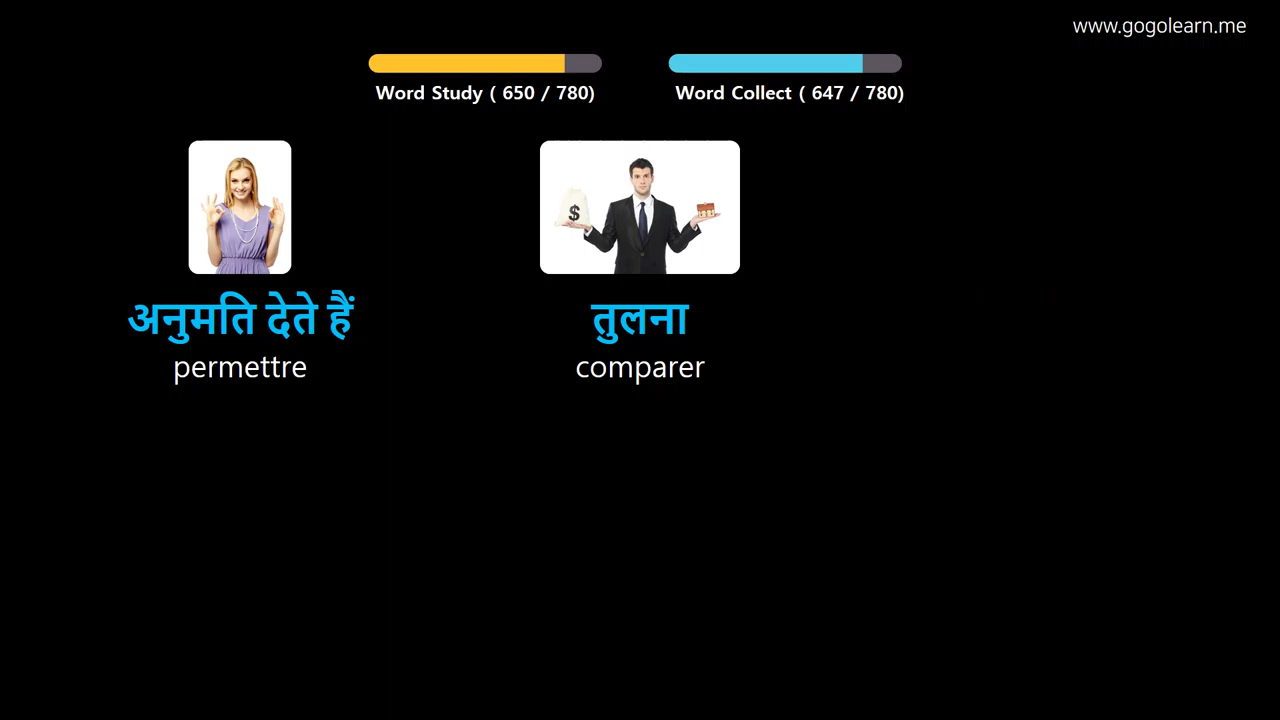 www.gogolearn.me
Word Study ( 650 / 780)
Word Collect ( 647 / 780)
$
अनुमति देते हैं
permettre
तुलना
comparer